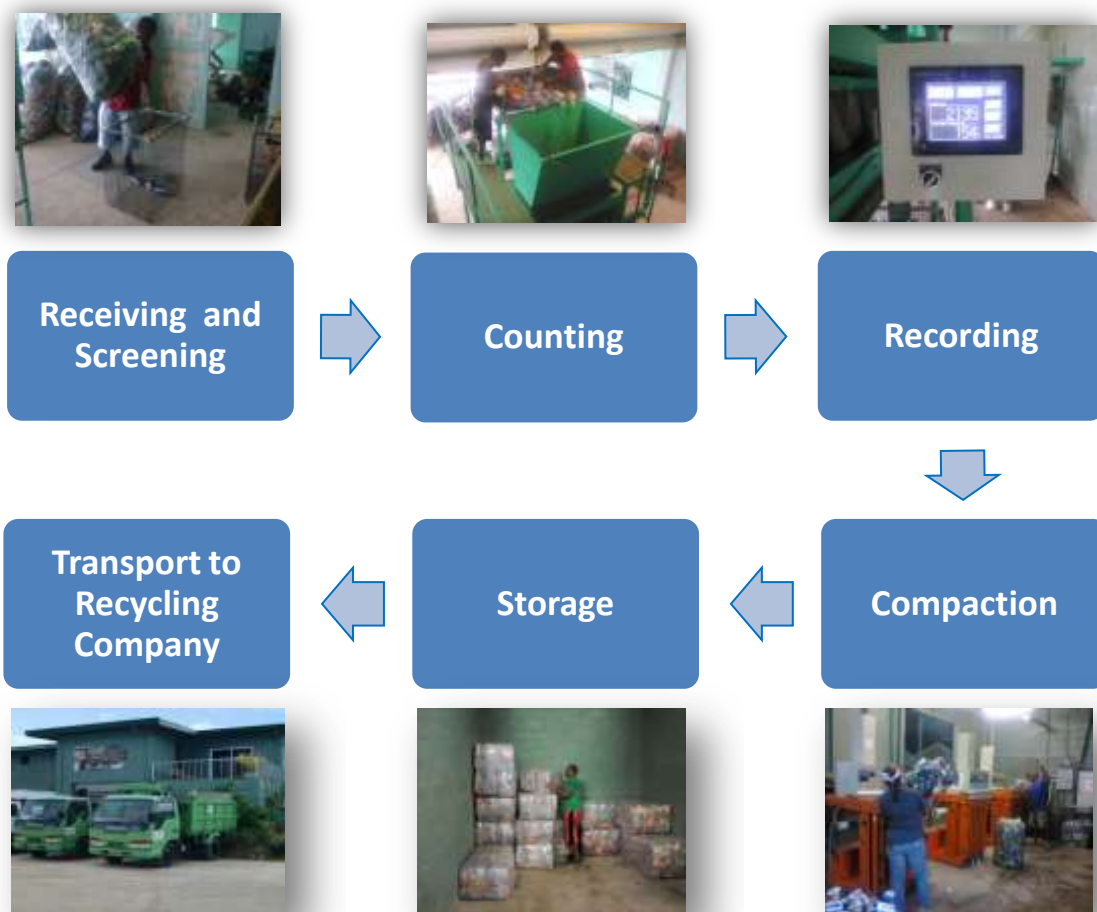 Receiving and
Screening
Counting
Recording
Compaction
Storage
Transport to
Recycling
Company